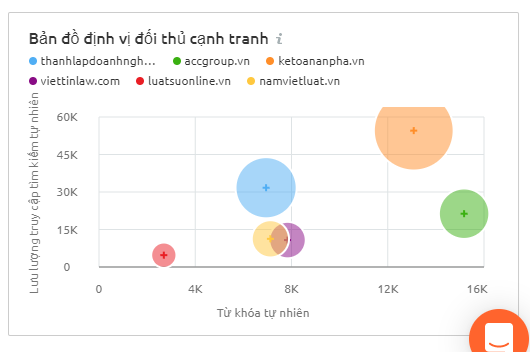 Bản đồ định vị đối thủ cạnh tranh i
thanhlapdoanhngh... accgroup.vn ketoananpha.vn
viettinlaw.com luatsuonline.vn namvietluat.vn
Lưu lượng truy cập tìm kiếm tự nhiên
60K
45K
30K
15K
0
0 4K 8K 12K 16K
Từ khóa tự nhiên